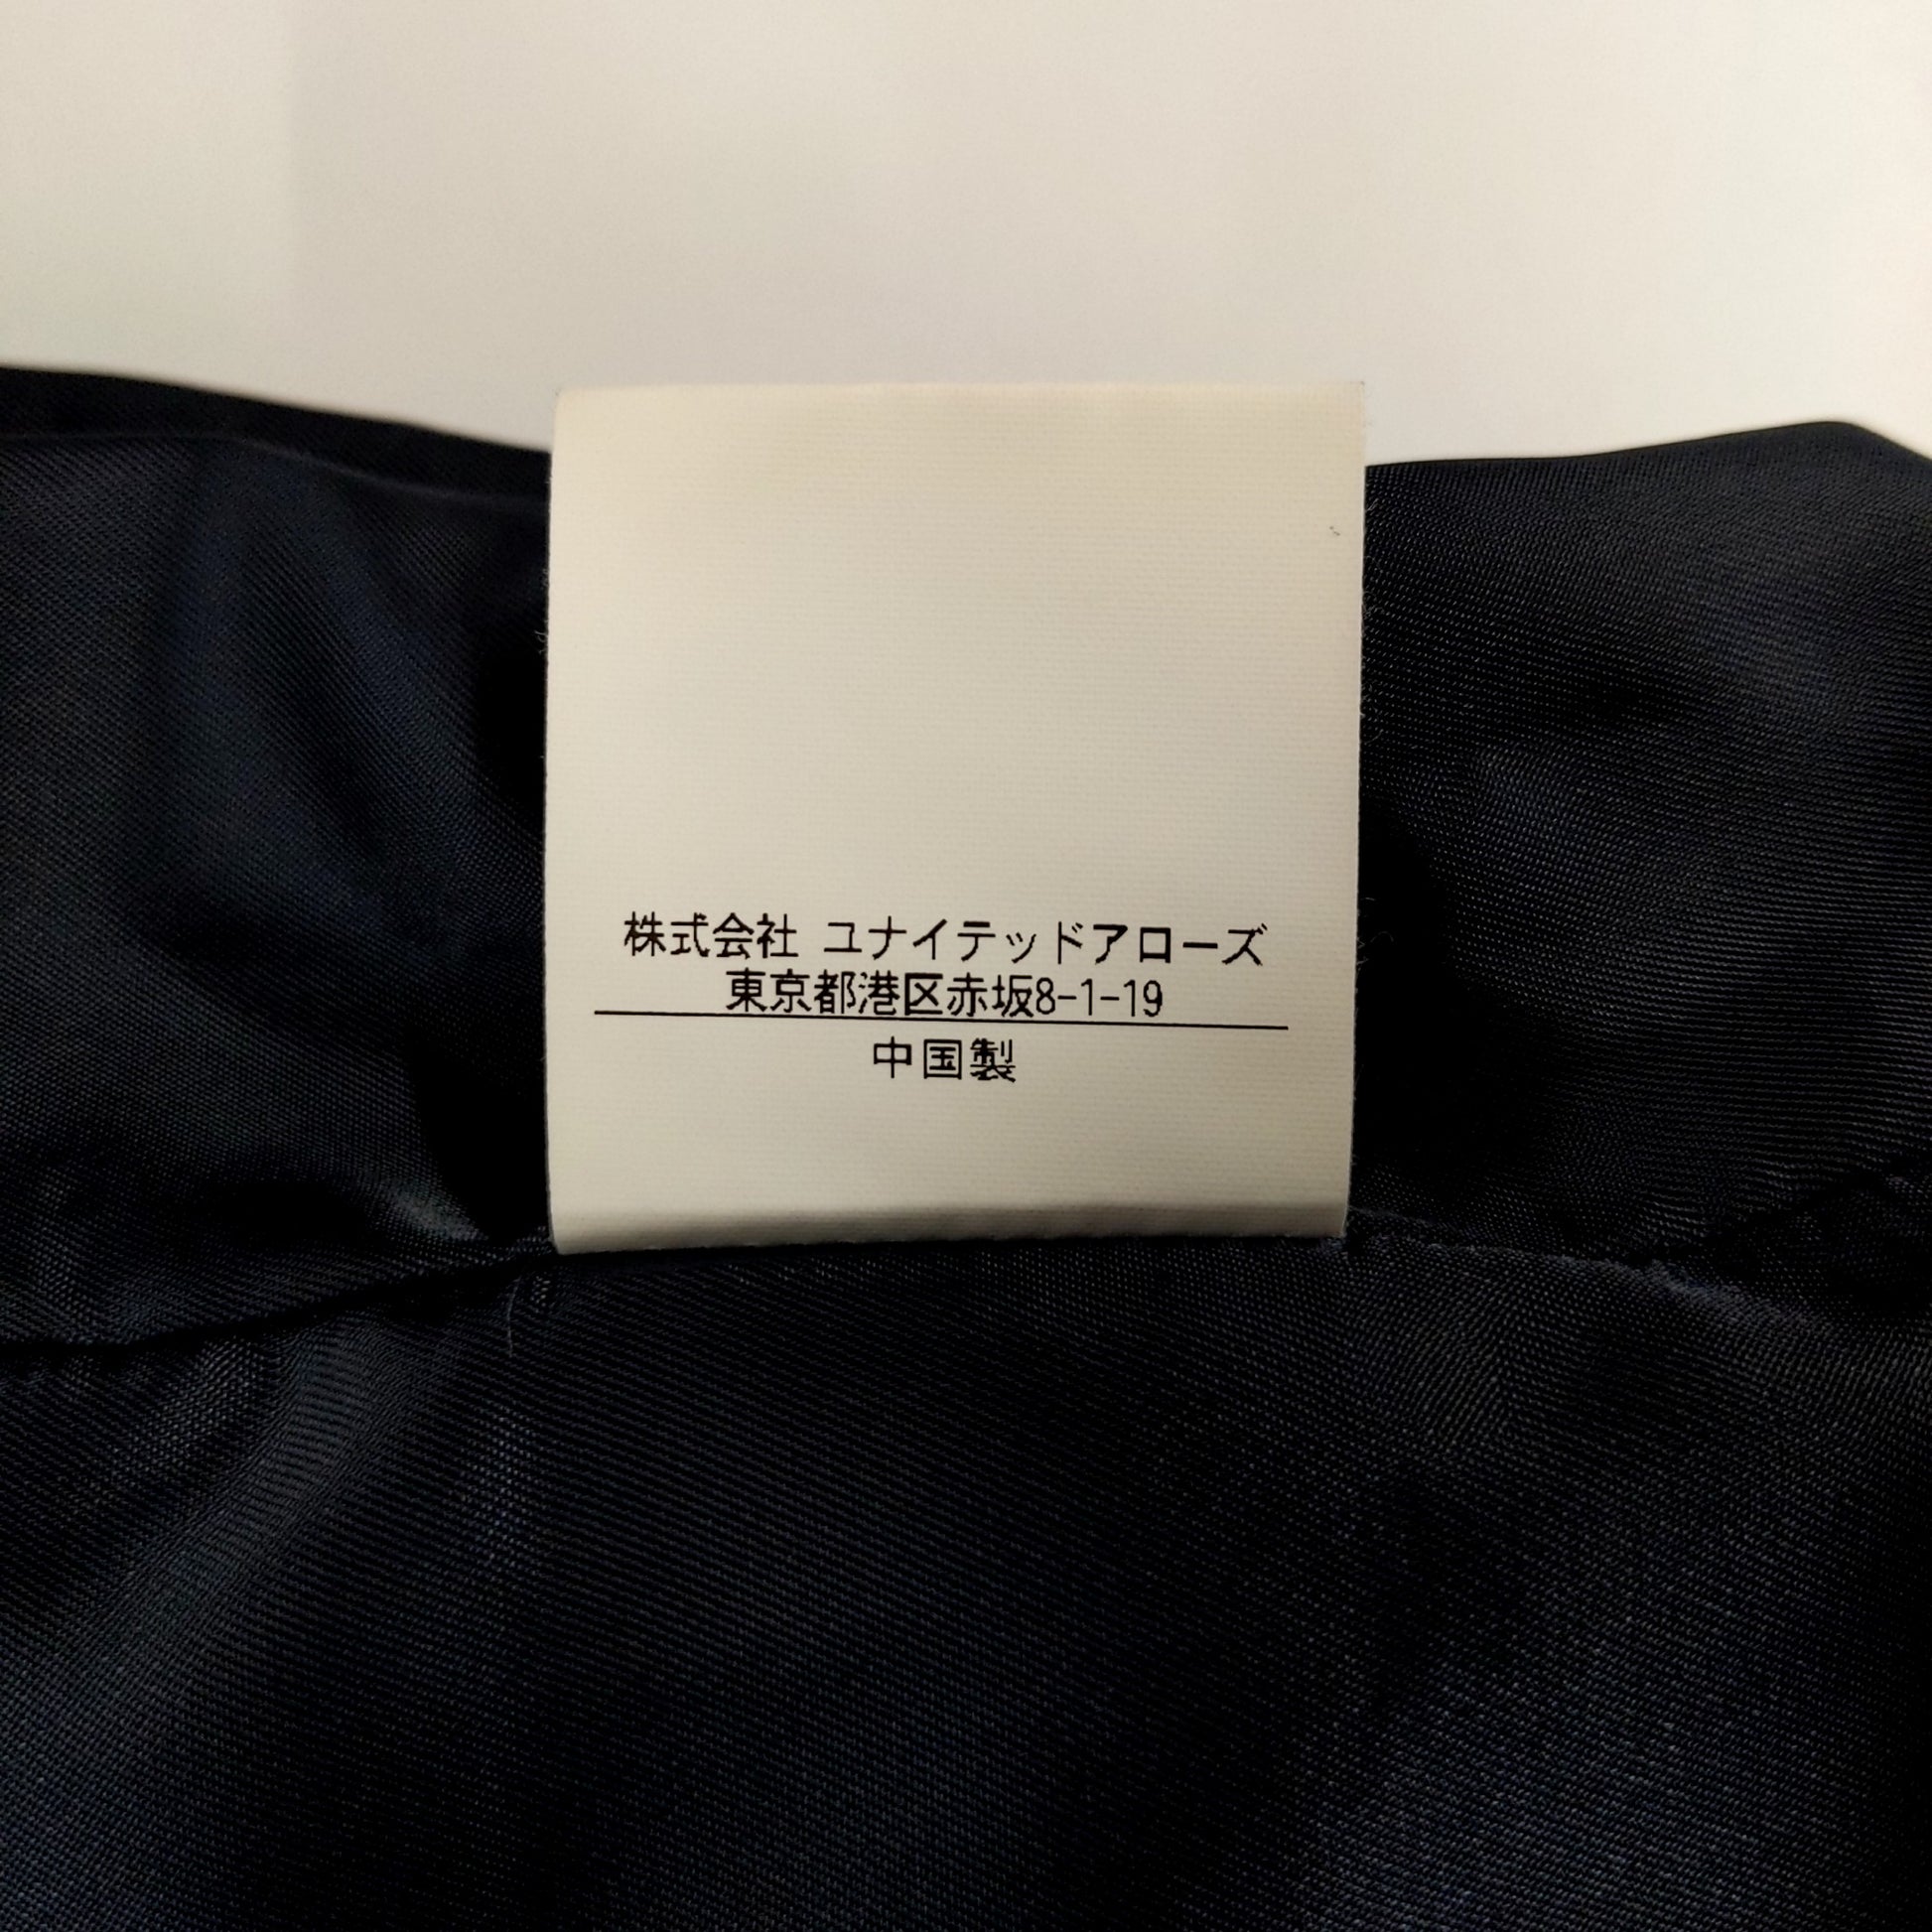 株式会社 ユナイテッドアローズ
東京都港区赤坂8-1-19
中国製